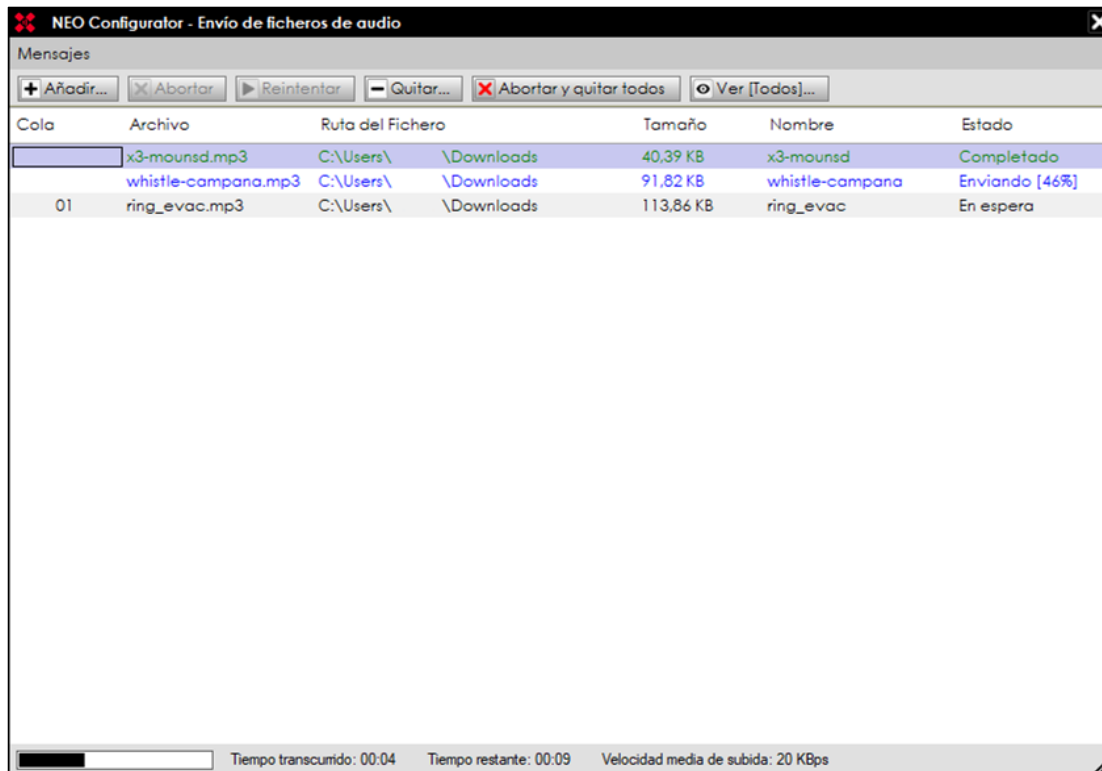 NEO Configurator - Envío de ficheros de audio
Mensajes
Añadir... Abortar Reintentar Quitar... Abortar y quitar todos Ver [Todos]...
Cola Archivo Ruta del Fichero Tamaño Nombre Estado
x3-mounsd.mp3 C:\Users\ \Downloads 40,39 KB x3-mounsd Completado
whistle-campana.mp3 C:\Users\ \Downloads 91,82 KB whistle-campana Enviando [46%]
01 ring_evac.mp3 C:\Users\ \Downloads 113,86 KB ring_evac En espera
Tiempo transcurrido: 00:04 Tiempo restante: 00:09 Velocidad media de subida: 20 KBps